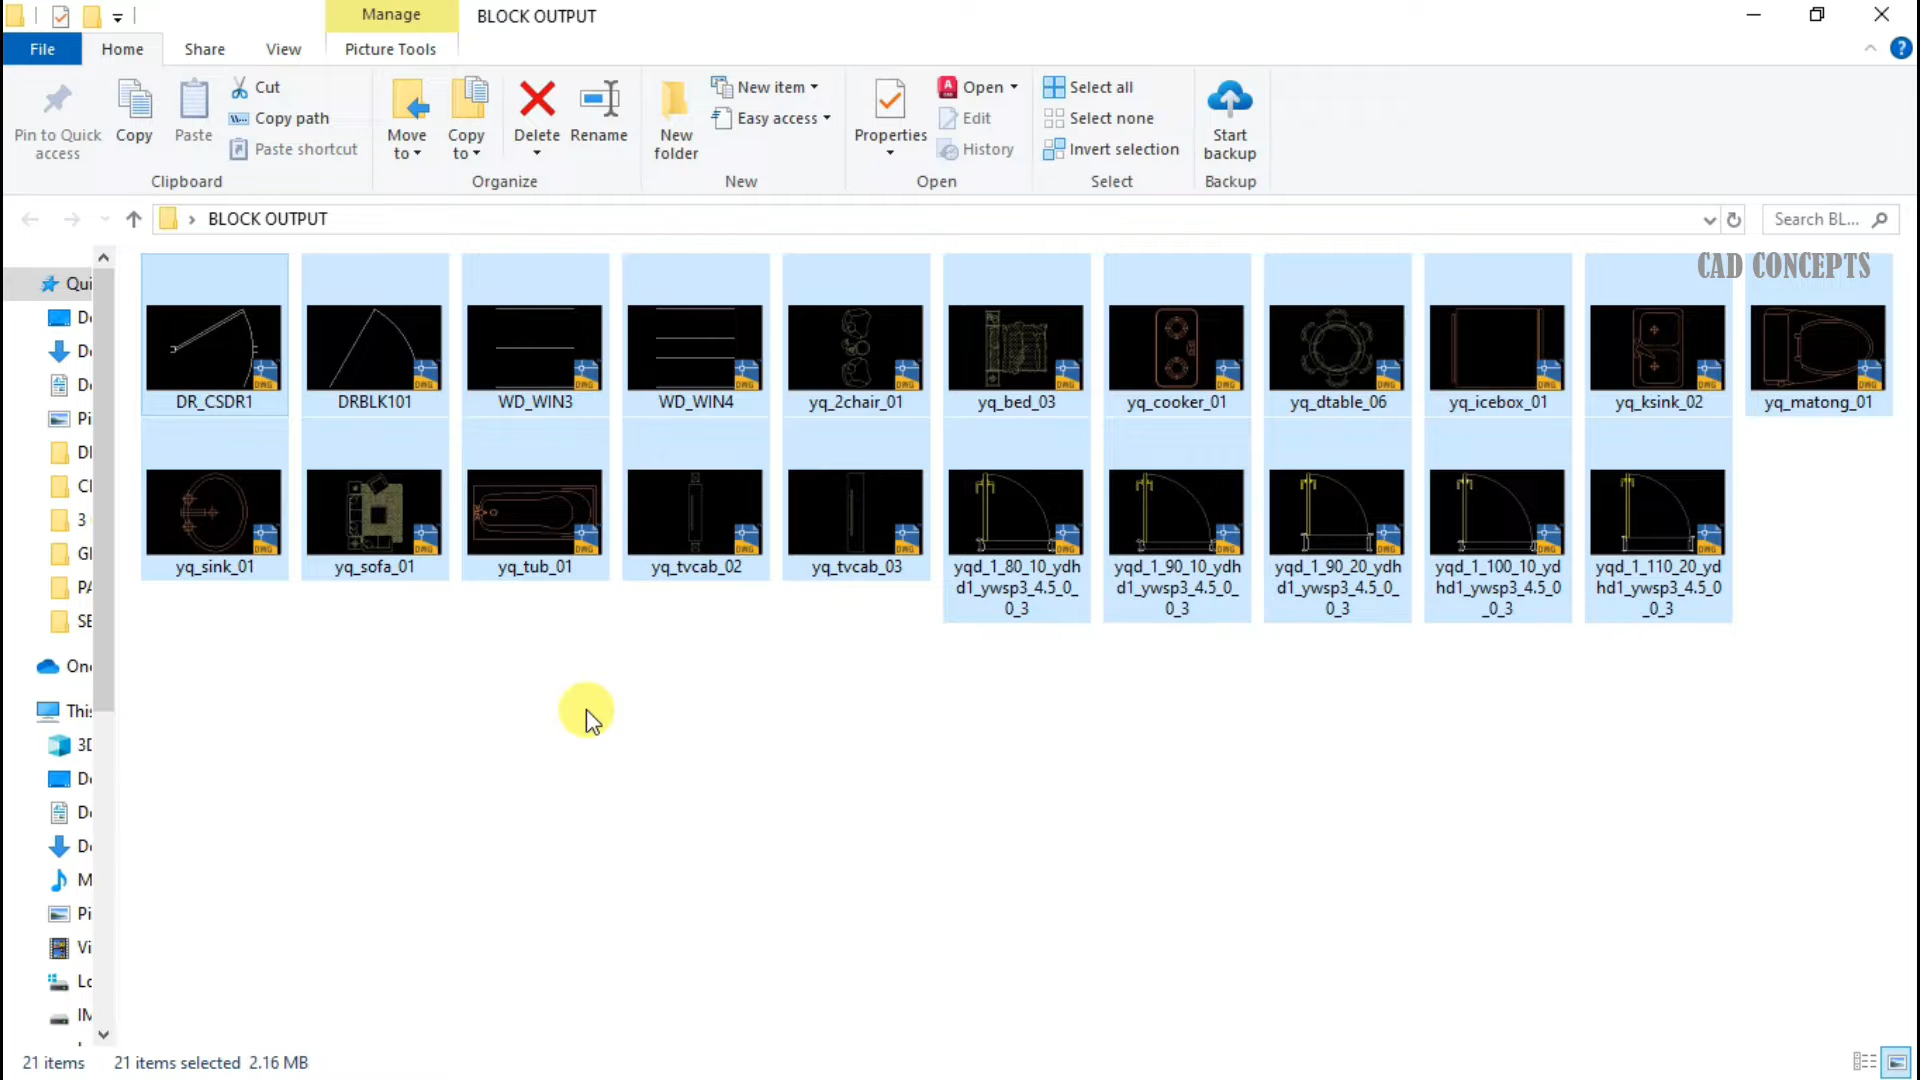 Manage
BLOCK OUTPUT
File
Home
Share
View
Picture Tools
Pin to Quick
access
Copy
Paste
Cut
Copy path
Paste shortcut
Clipboard
Move
to
Copy
to
Delete
Rename
Organize
New
folder
New item
Easy access
New
Properties
Open
Edit
History
Open
Select all
Select none
Invert selection
Select
Start
backup
Backup
BLOCK OUTPUT
Search BL...
CAD CONCEPTS
Qui
One
This
3D
DR_CSDR1
DRBLK101
WD_WIN3
WD_WIN4
yq_2chair_01
yq_bed_03
yq_cooker_01
yq_dtable_06
yq_icebox_01
yq_ksink_02
yq_matong_01
yq_sink_01
yq_sofa_01
yq_tub_01
yq_tvcab_02
yq_tvcab_03
yqd_1_80_10_ydh
d1_ywsp3_4.5_0_
0_3
yqd_1_90_10_ydh
d1_ywsp3_4.5_0_
0_3
yqd_1_90_20_ydh
d1_ywsp3_4.5_0_
0_3
yqd_1_100_10_yd
hd1_ywsp3_4.5_0
_0_3
yqd_1_110_20_yd
hd1_ywsp3_4.5_0
_0_3
21 items
21 items selected 2.16 MB